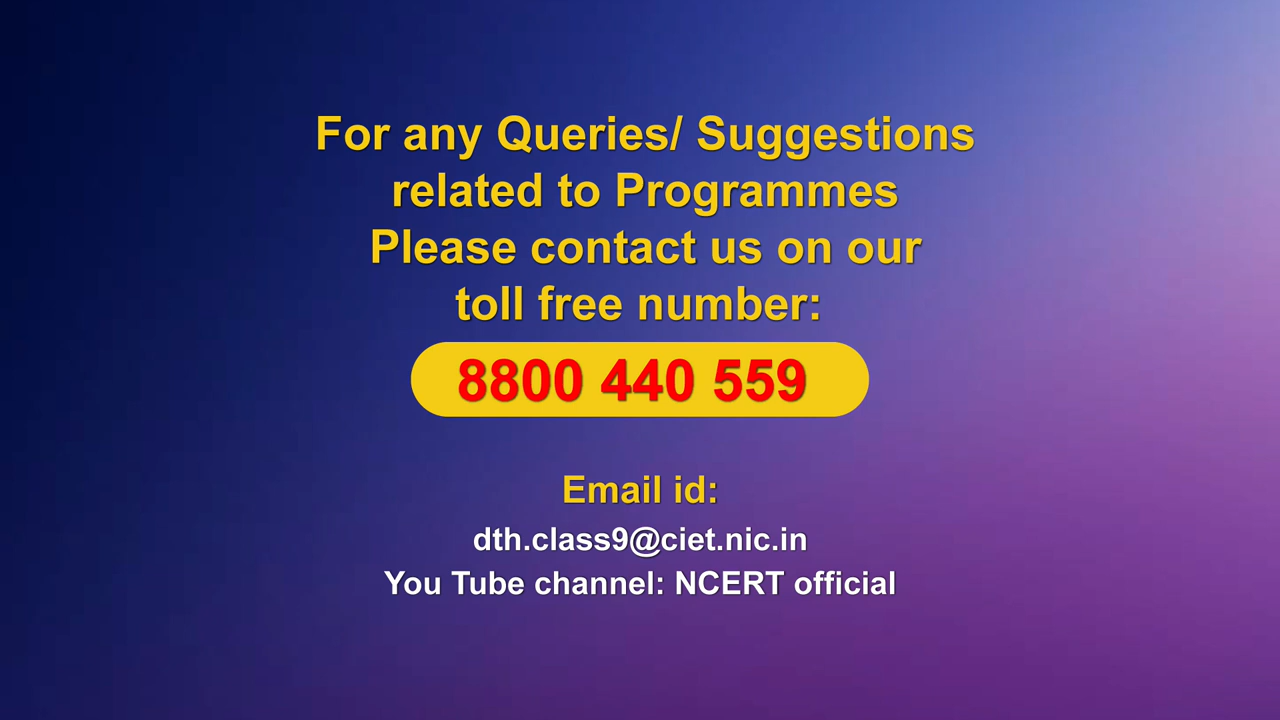 For any Queries/ Suggestions
related to Programmes
Please contact us on our
toll free number:
8800 440 559
Email id:
dth.class9@ciet.nic.in
You Tube channel: NCERT official